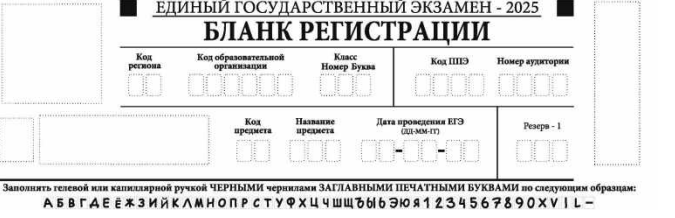 ЕДИНЫЙ ГОСУДАРСТВЕННЫЙ ЭКЗАМЕН - 2025
БЛАНК РЕГИСТРАЦИИ
Код региона
Код образовательной организации
Класс Номер Буква
Код ППЭ
Номер аудитории
Код предмета
Название предмета
Дата проведения ЕГЭ (ДД-ММ-ГГ)
Резерв - 1
Заполнять гелевой или капиллярной ручкой ЧЕРНЫМИ чернилами ЗАГЛАВНЫМИ ПЕЧАТНЫМИ БУКВАМИ по следующим образцам:
АБВГДЕЁЖЗИЙКЛМНОПРСТУФХЦЧШЩЪЫЬЭЮЯ1234567890XVIL-